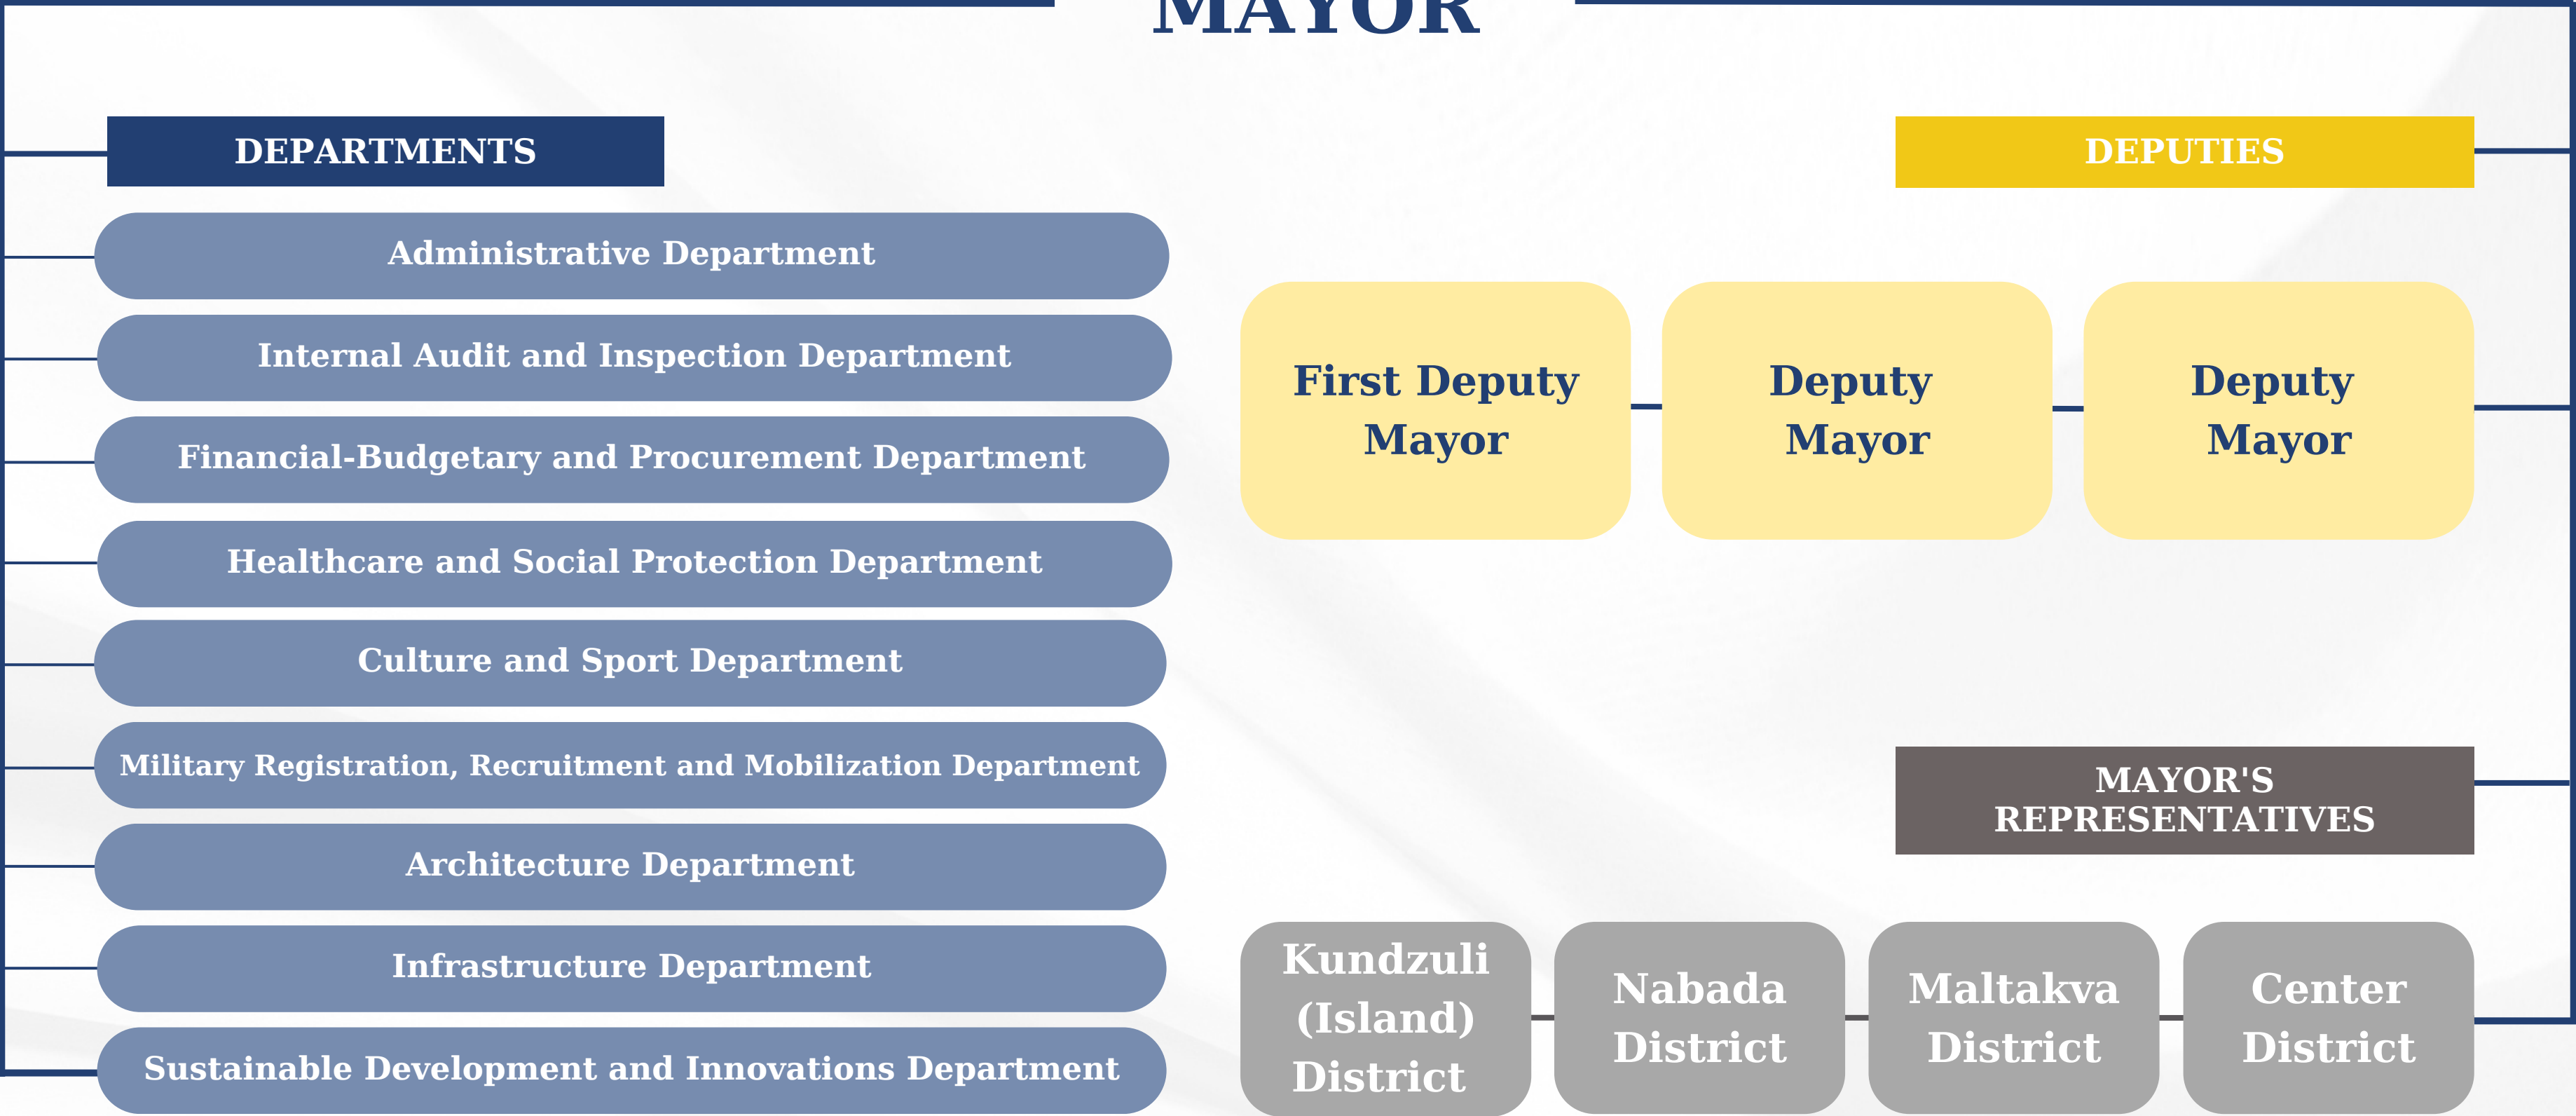 MAYOR
DEPARTMENTS
Administrative Department
Internal Audit and Inspection Department
Financial-Budgetary and Procurement Department
Healthcare and Social Protection Department
Culture and Sport Department
Military Registration, Recruitment and Mobilization Department
Architecture Department
Infrastructure Department
Sustainable Development and Innovations Department
DEPUTIES
First Deputy
Mayor
Deputy
Mayor
Deputy
Mayor
MAYOR'S
REPRESENTATIVES
Kundzuli
(Island)
District
Nabada
District
Maltakva
District
Center
District